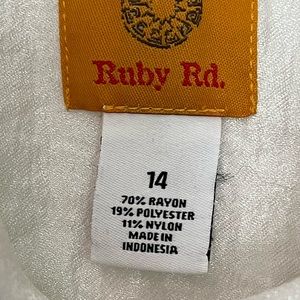 Ruby Rd.
14
70% RAYON
19% POLYESTER
11% NYLON
MADE IN
INDONESIA